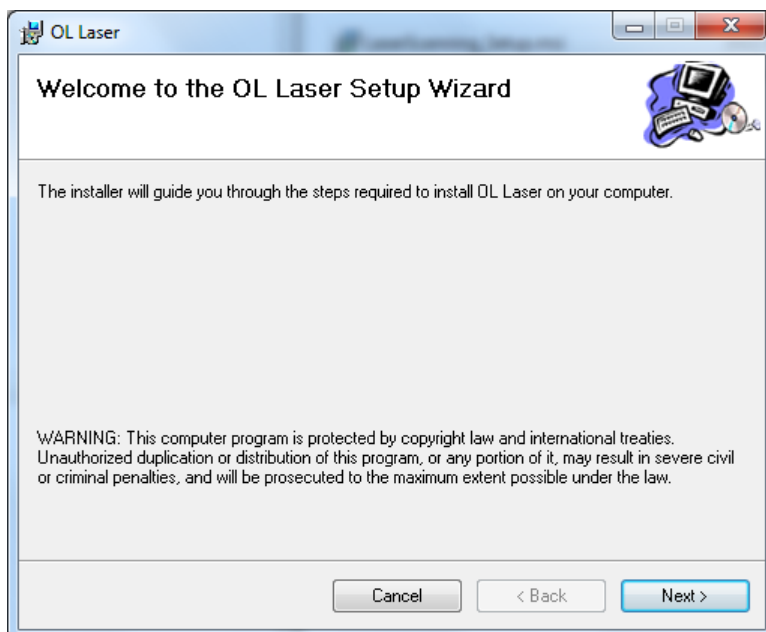 OL Laser
Welcome to the OL Laser Setup Wizard
The installer will guide you through the steps required to install OL Laser on your computer.
WARNING: This computer program is protected by copyright law and international treaties.
Unauthorized duplication or distribution of this program, or any portion of it, may result in severe civil
or criminal penalties, and will be prosecuted to the maximum extent possible under the law.
Cancel
< Back
Next >